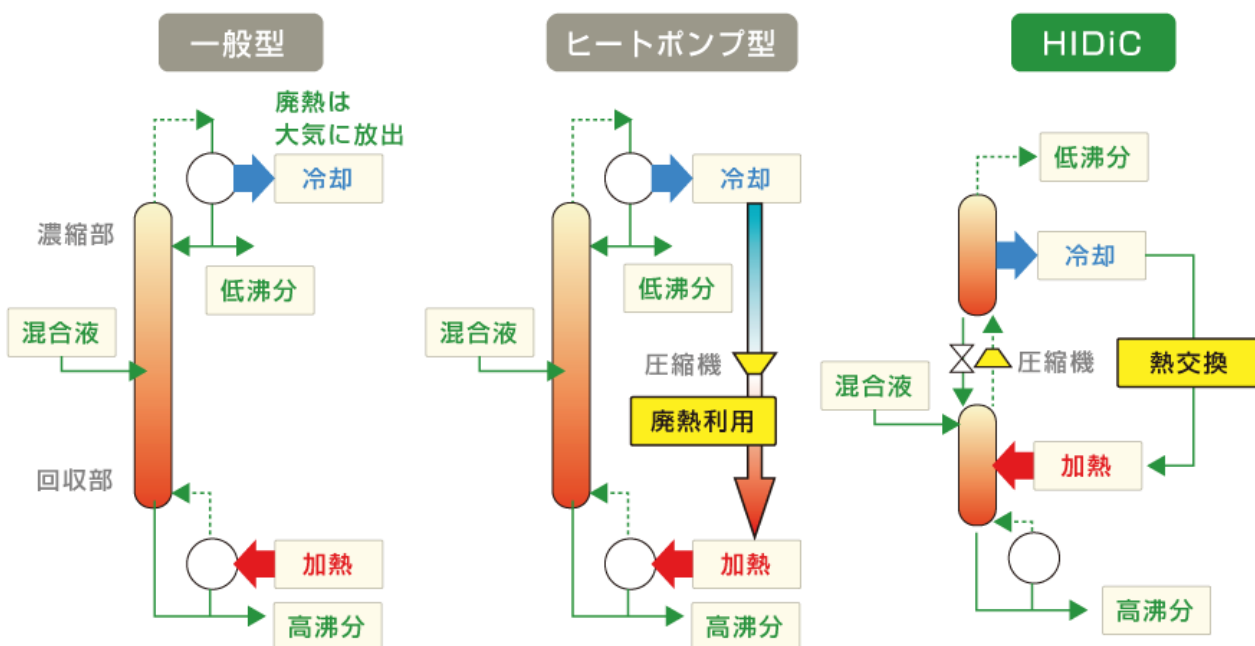 一般型
廃熱は
大気に放出
冷却
濃縮部
低沸分
混合液
回収部
加熱
高沸分
ヒートポンプ型
冷却
低沸分
混合液
圧縮機
廃熱利用
加熱
高沸分
HIDiC
低沸分
冷却
圧縮機
熱交換
混合液
加熱
高沸分